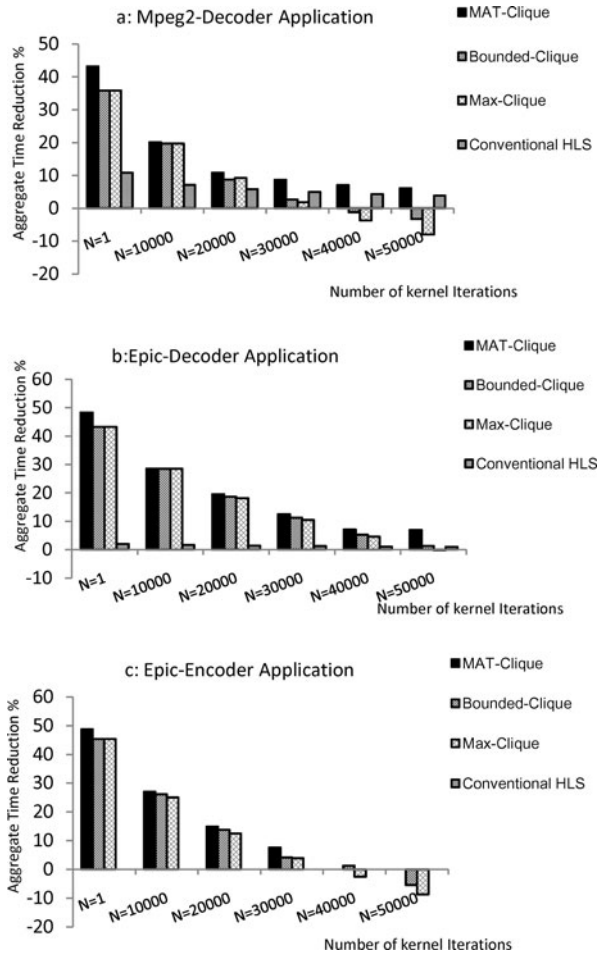 a: Mpeg2-Decoder Application
MAT-Clique
Bounded-Clique
Max-Clique
Conventional HLS
Aggregate Time Reduction %
50
40
30
20
10
0
-10
-20
N=1
N=10000
N=20000
N=30000
N=40000
N=50000
Number of kernel Iterations
b:Epic-Decoder Application
MAT-Clique
Bounded-Clique
Max-Clique
Conventional HLS
Aggregate Time Reduction %
60
50
40
30
20
10
0
-10
N=1
N=10000
N=20000
N=30000
N=40000
N=50000
Number of kernel Iterations
c: Epic-Encoder Application
MAT-Clique
Bounded-Clique
Max-Clique
Conventional HLS
Aggregate Time Reduction %
60
50
40
30
20
10
0
-10
-20
N=1
N=10000
N=20000
N=30000
N=40000
N=50000
Number of kernel Iterations